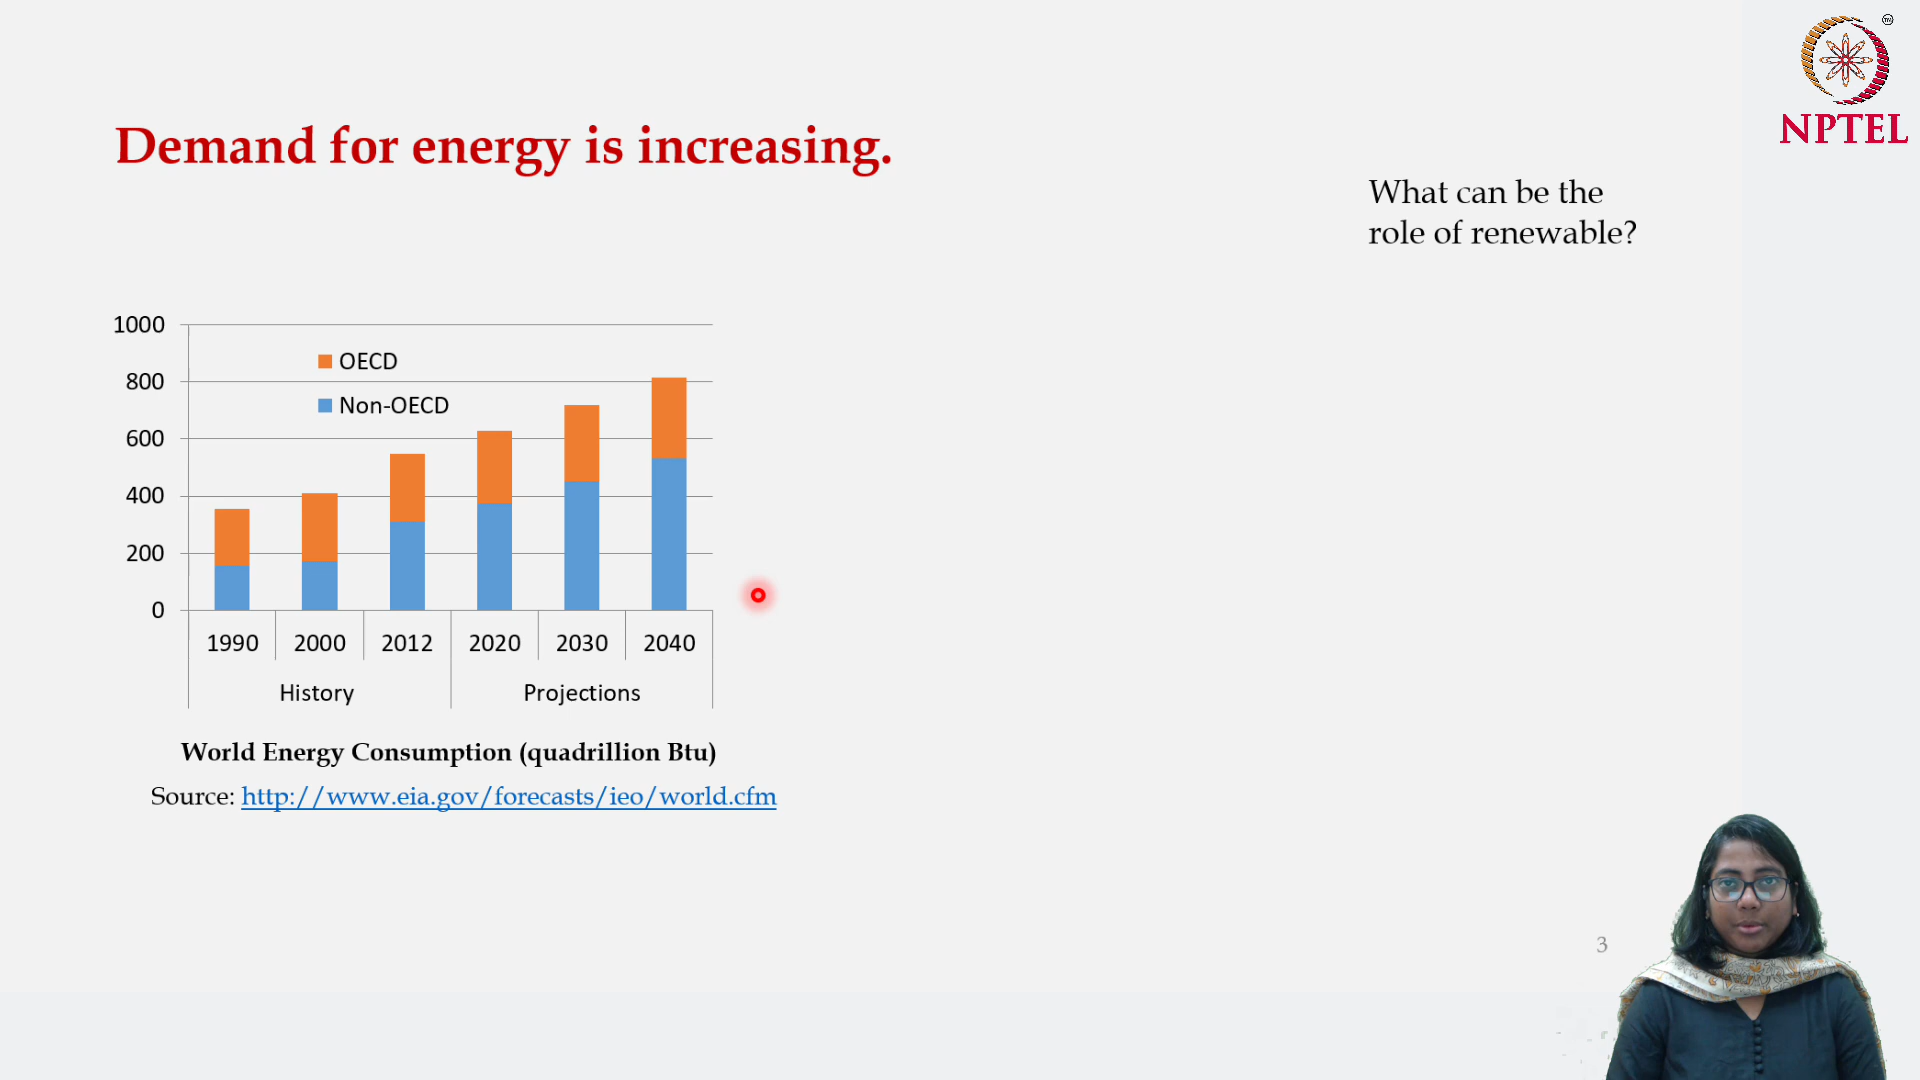 TM
NPTEL
Demand for energy is increasing.
What can be the
role of renewable?
1000
800
600
400
200
0
OECD
Non-OECD
1990 2000 2012 2020 2030 2040
History Projections
World Energy Consumption (quadrillion Btu)
Source: http://www.eia.gov/forecasts/ieo/world.cfm
3